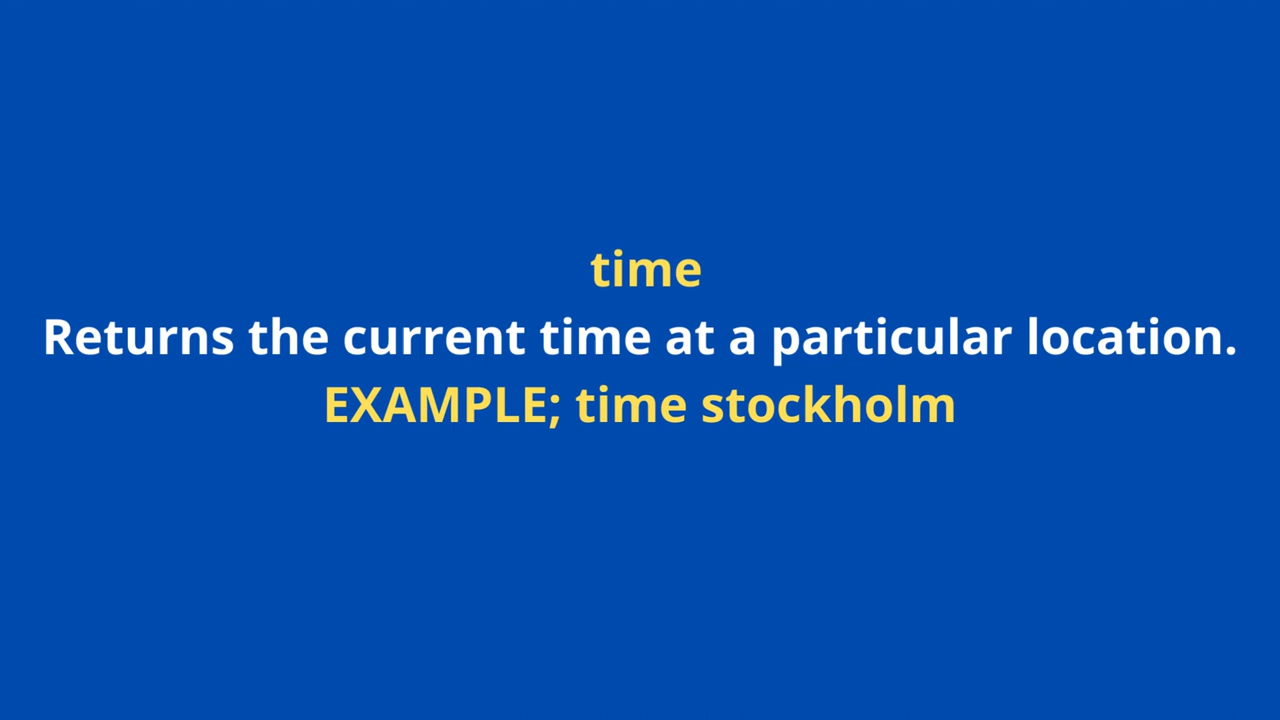 time
Returns the current time at a particular location.
EXAMPLE; time stockholm